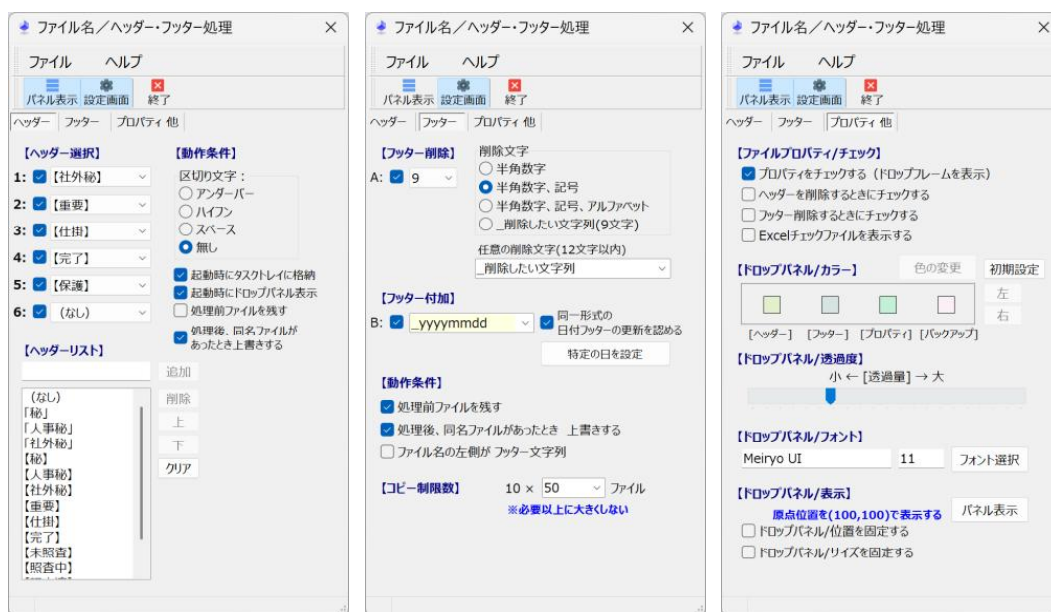 ファイル名／ヘッダー・フッター処理
ファイル ヘルプ
パネル表示 設定画面 終了
ヘッダー フッター プロパティ 他
【ヘッダー選択】 【動作条件】
1: 【社外秘】
2: 【重要】
3: 【仕掛】
4: 【完了】
5: 【保護】
6: (なし)
区切り文字：
アンダーバー
ハイフン
スペース
無し
起動時にタスクトレイに格納
起動時にドロップパネル表示
処理前ファイルを残す
処理後、同名ファイルが
あったとき上書きする
【ヘッダーリスト】
追加
削除
上
下
クリア
(なし)
「秘」
「人事秘」
「社外秘」
【秘】
【人事秘】
【社外秘】
【重要】
【仕掛】
【完了】
【未照査】
【照査中】
ファイル名／ヘッダー・フッター処理
ファイル ヘルプ
パネル表示 設定画面 終了
ヘッダー フッター プロパティ 他
【フッター削除】 削除文字
A: 9
半角数字
半角数字、記号
半角数字、記号、アルファベット
_削除したい文字列(9文字)
任意の削除文字(12文字以内)
_削除したい文字列
【フッター付加】
B: _yyyymmdd
同一形式の
日付フッターの更新を認める
特定の日を設定
【動作条件】
処理前ファイルを残す
処理後、同名ファイルがあったとき 上書きする
ファイル名の左側が フッター文字列
【コピー制限数】 10 × 50 ファイル
※必要以上に大きくしない
ファイル名／ヘッダー・フッター処理
ファイル ヘルプ
パネル表示 設定画面 終了
ヘッダー フッター プロパティ 他
【ファイルプロパティ/チェック】
プロパティをチェックする（ドロップフレームを表示）
ヘッダーを削除するときにチェックする
フッター削除するときにチェックする
Excelチェックファイルを表示する
【ドロップパネル/カラー】 色の変更 初期設定
左
右
[ヘッダー] [フッター] [プロパティ] [バックアップ]
【ドロップパネル/透過度】
小 ← [透過量] → 大
【ドロップパネル/フォント】
Meiryo UI 11 フォント選択
【ドロップパネル/表示】
原点位置を(100,100)で表示する パネル表示
ドロップパネル/位置を固定する
ドロップパネル/リイズを固定する